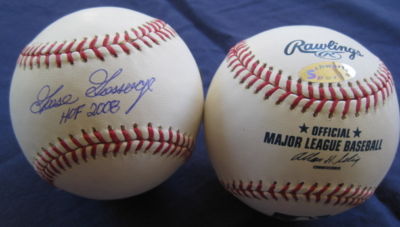 Goose Gossage
HOF 2008
Rawlings
OFFICIAL
MAJOR LEAGUE BASEBALL
Allan H. Selig